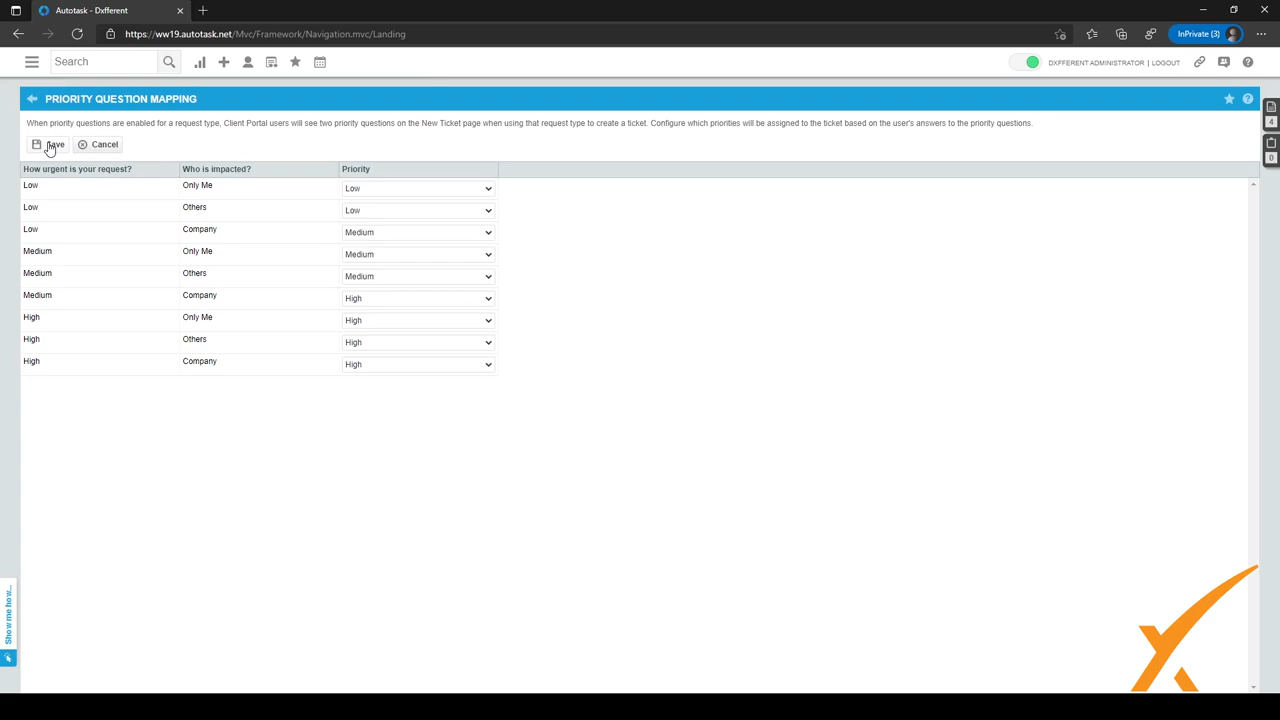 Autotask - Dxfferent
https://ww19.autotask.net/Mvc/Framework/Navigation.mvc/Landing
InPrivate (3)
Search
DXFFERENT ADMINISTRATOR | LOGOUT
PRIORITY QUESTION MAPPING
When priority questions are enabled for a request type, Client Portal users will see two priority questions on the New Ticket page when using that request type to create a ticket. Configure which priorities will be assigned to the ticket based on the user's answers to the priority questions.
Save Cancel
How urgent is your request? Who is impacted? Priority
Low Only Me Low
Low Others Low
Low Company Medium
Medium Only Me Medium
Medium Others Medium
Medium Company High
High Only Me High
High Others High
High Company High
4
0
Show me how...